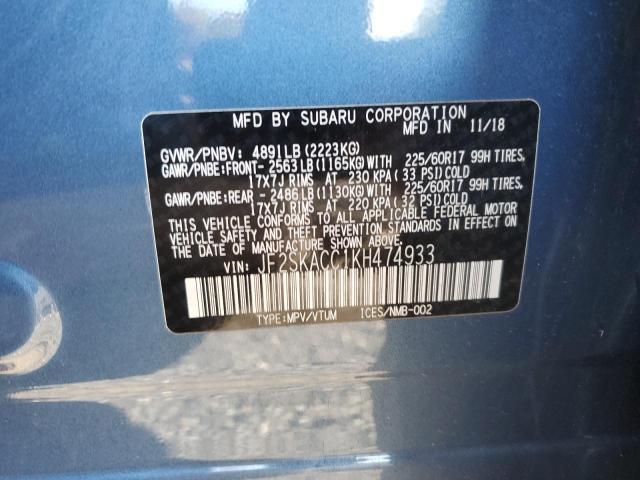 MFD BY SUBARU CORPORATION
MFD IN 11/18
GVWR/PNBV: 4891LB(2223KG)
GAWR/PNBE:FRONT- 2563LB(1165KG)WITH 225/60R17 99H TIRES,
17X7J RIMS AT 230 KPA(33 PSI)COLD
GAWR/PNBE:REAR - 2486LB(1130KG)WITH 225/60R17 99H TIRES,
17X7J RIMS AT 220 KPA(32 PSI)COLD
THIS VEHICLE CONFORMS TO ALL APPLICABLE FEDERAL MOTOR
VEHICLE SAFETY AND THEFT PREVENTION STANDARDS IN EFFECT ON
THE DATE OF MANUFACTURE SHOWN ABOVE.
VIN: JF2SKACC1KH474933
TYPE:MPV/VTUM ICES/NMB-002